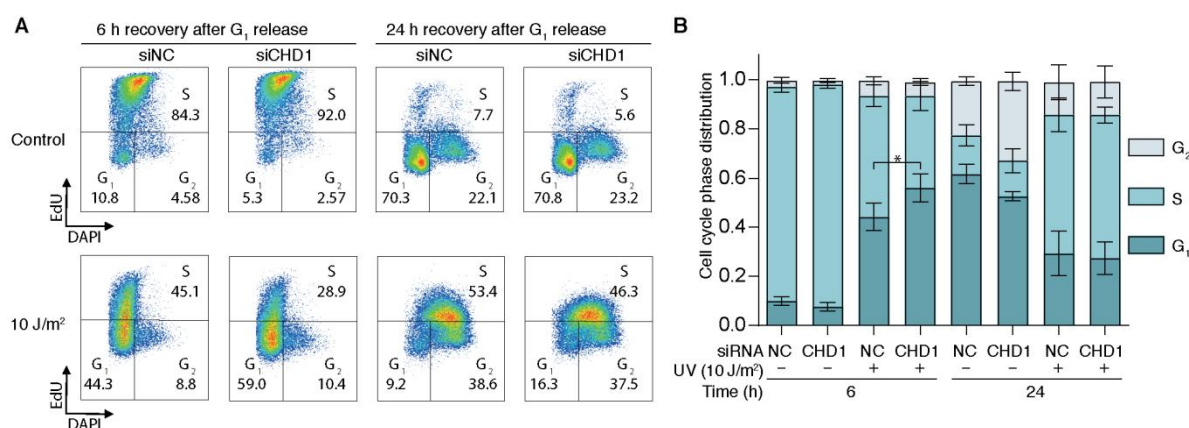 A
6 h recovery after G1 release
24 h recovery after G1 release
siNC
siCHD1
siNC
siCHD1
Control
S
84.3
G1
10.8
G2
4.58
S
92.0
G1
5.3
G2
2.57
S
7.7
G1
70.3
G2
22.1
S
5.6
G1
70.8
G2
23.2
EdU
DAPI
10 J/m²
S
45.1
G1
44.3
G2
8.8
S
28.9
G1
59.0
G2
10.4
S
53.4
G1
9.2
G2
38.6
S
46.3
G1
16.3
G2
37.5
EdU
DAPI
B
Cell cycle phase distribution
1.0
0.8
0.6
0.4
0.2
0.0
*
G2
S
G1
siRNA NC CHD1 NC CHD1 NC CHD1 NC CHD1
UV (10 J/m²) − − + + − − + +
Time (h) 6 24